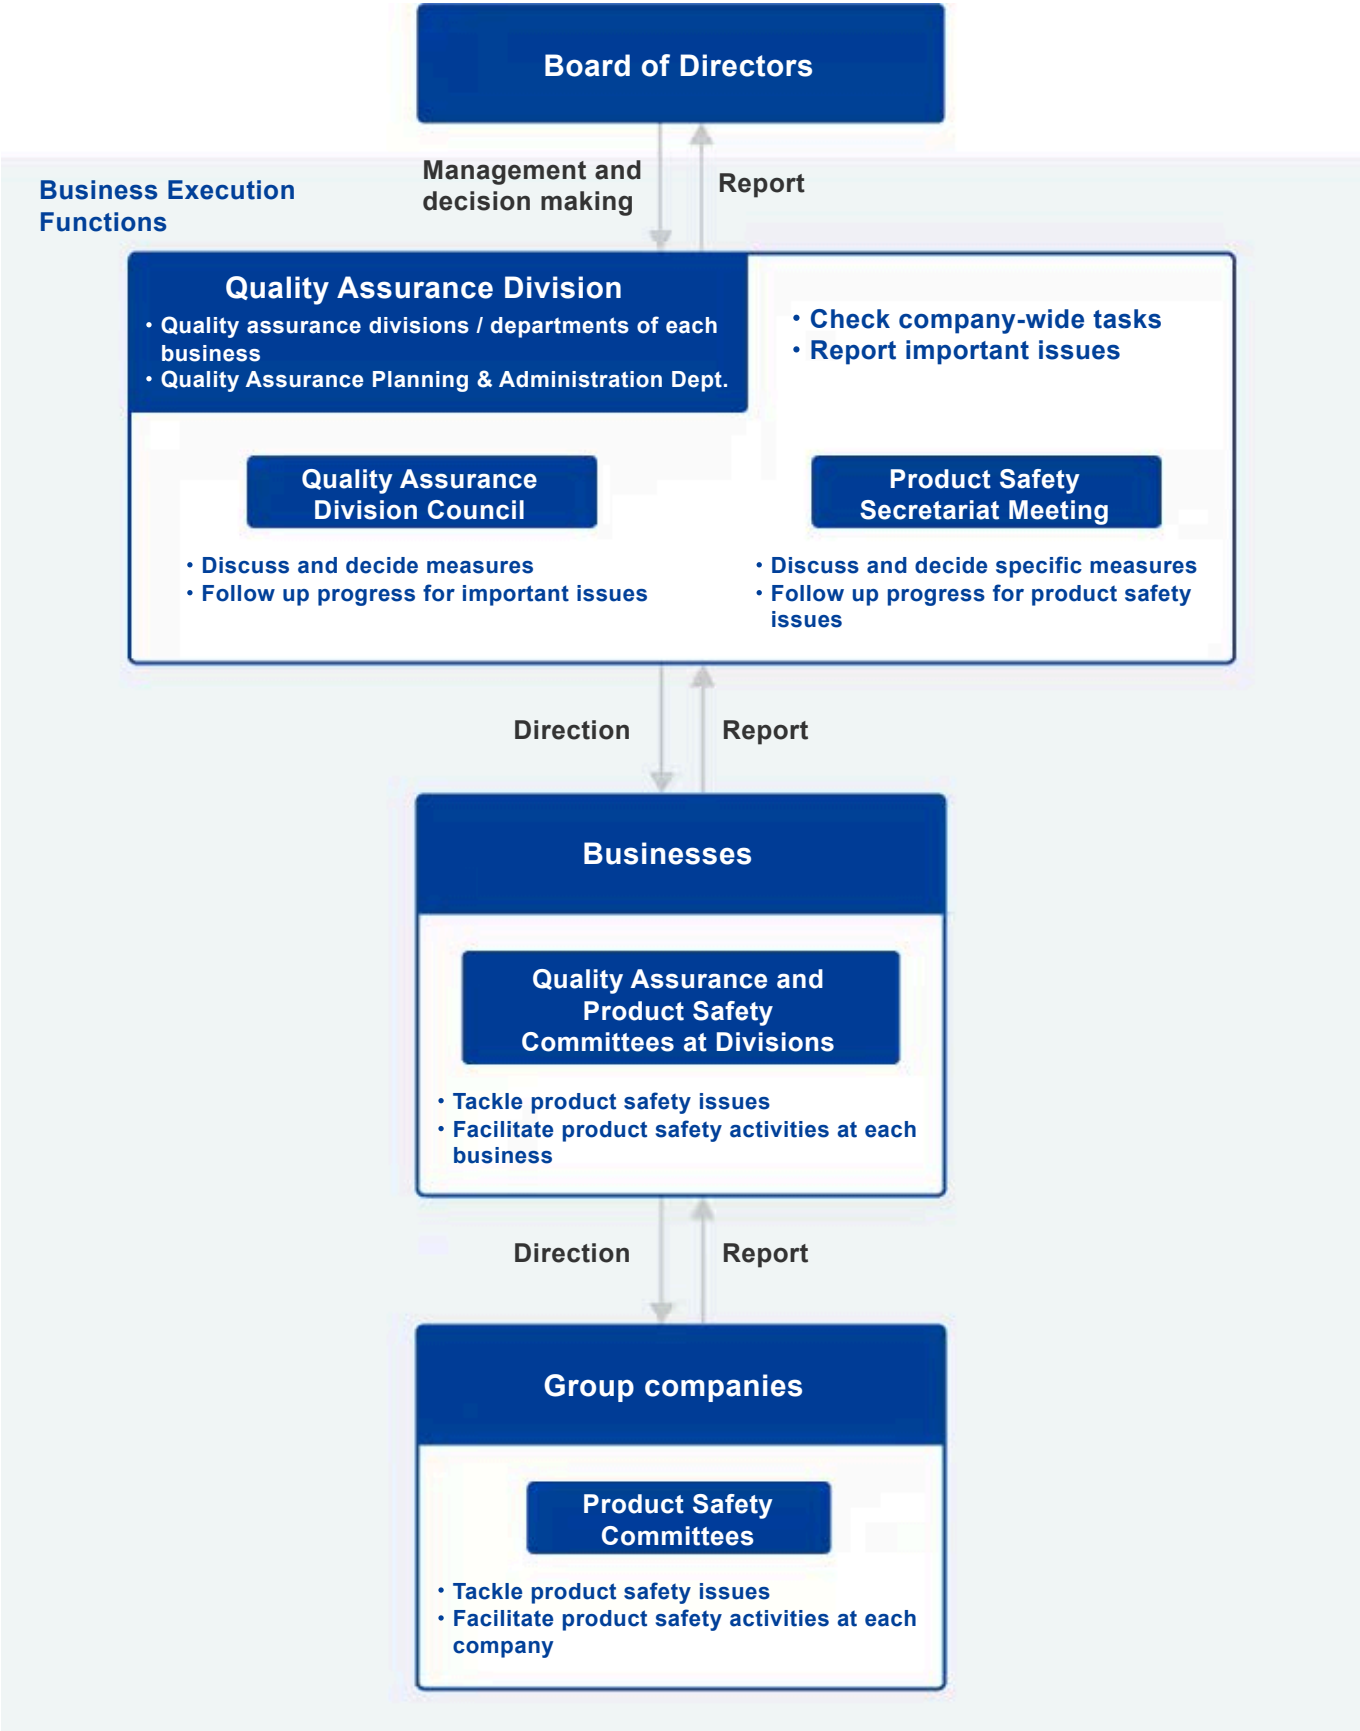 Board of Directors
Management and
decision making
Report
Business Execution
Functions
Quality Assurance Division
・Quality assurance divisions / departments of each
business
・Quality Assurance Planning & Administration Dept.
・Check company-wide tasks
・Report important issues
Quality Assurance
Division Council
・Discuss and decide measures
・Follow up progress for important issues
Product Safety
Secretariat Meeting
・Discuss and decide specific measures
・Follow up progress for product safety
issues
Direction
Report
Businesses
Quality Assurance and
Product Safety
Committees at Divisions
・Tackle product safety issues
・Facilitate product safety activities at each
business
Direction
Report
Group companies
Product Safety
Committees
・Tackle product safety issues
・Facilitate product safety activities at each
company